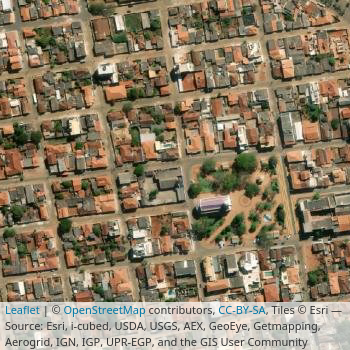 Leaflet | © OpenStreetMap contributors, CC-BY-SA, Tiles © Esri —
Source: Esri, i-cubed, USDA, USGS, AEX, GeoEye, Getmapping,
Aerogrid, IGN, IGP, UPR-EGP, and the GIS User Community